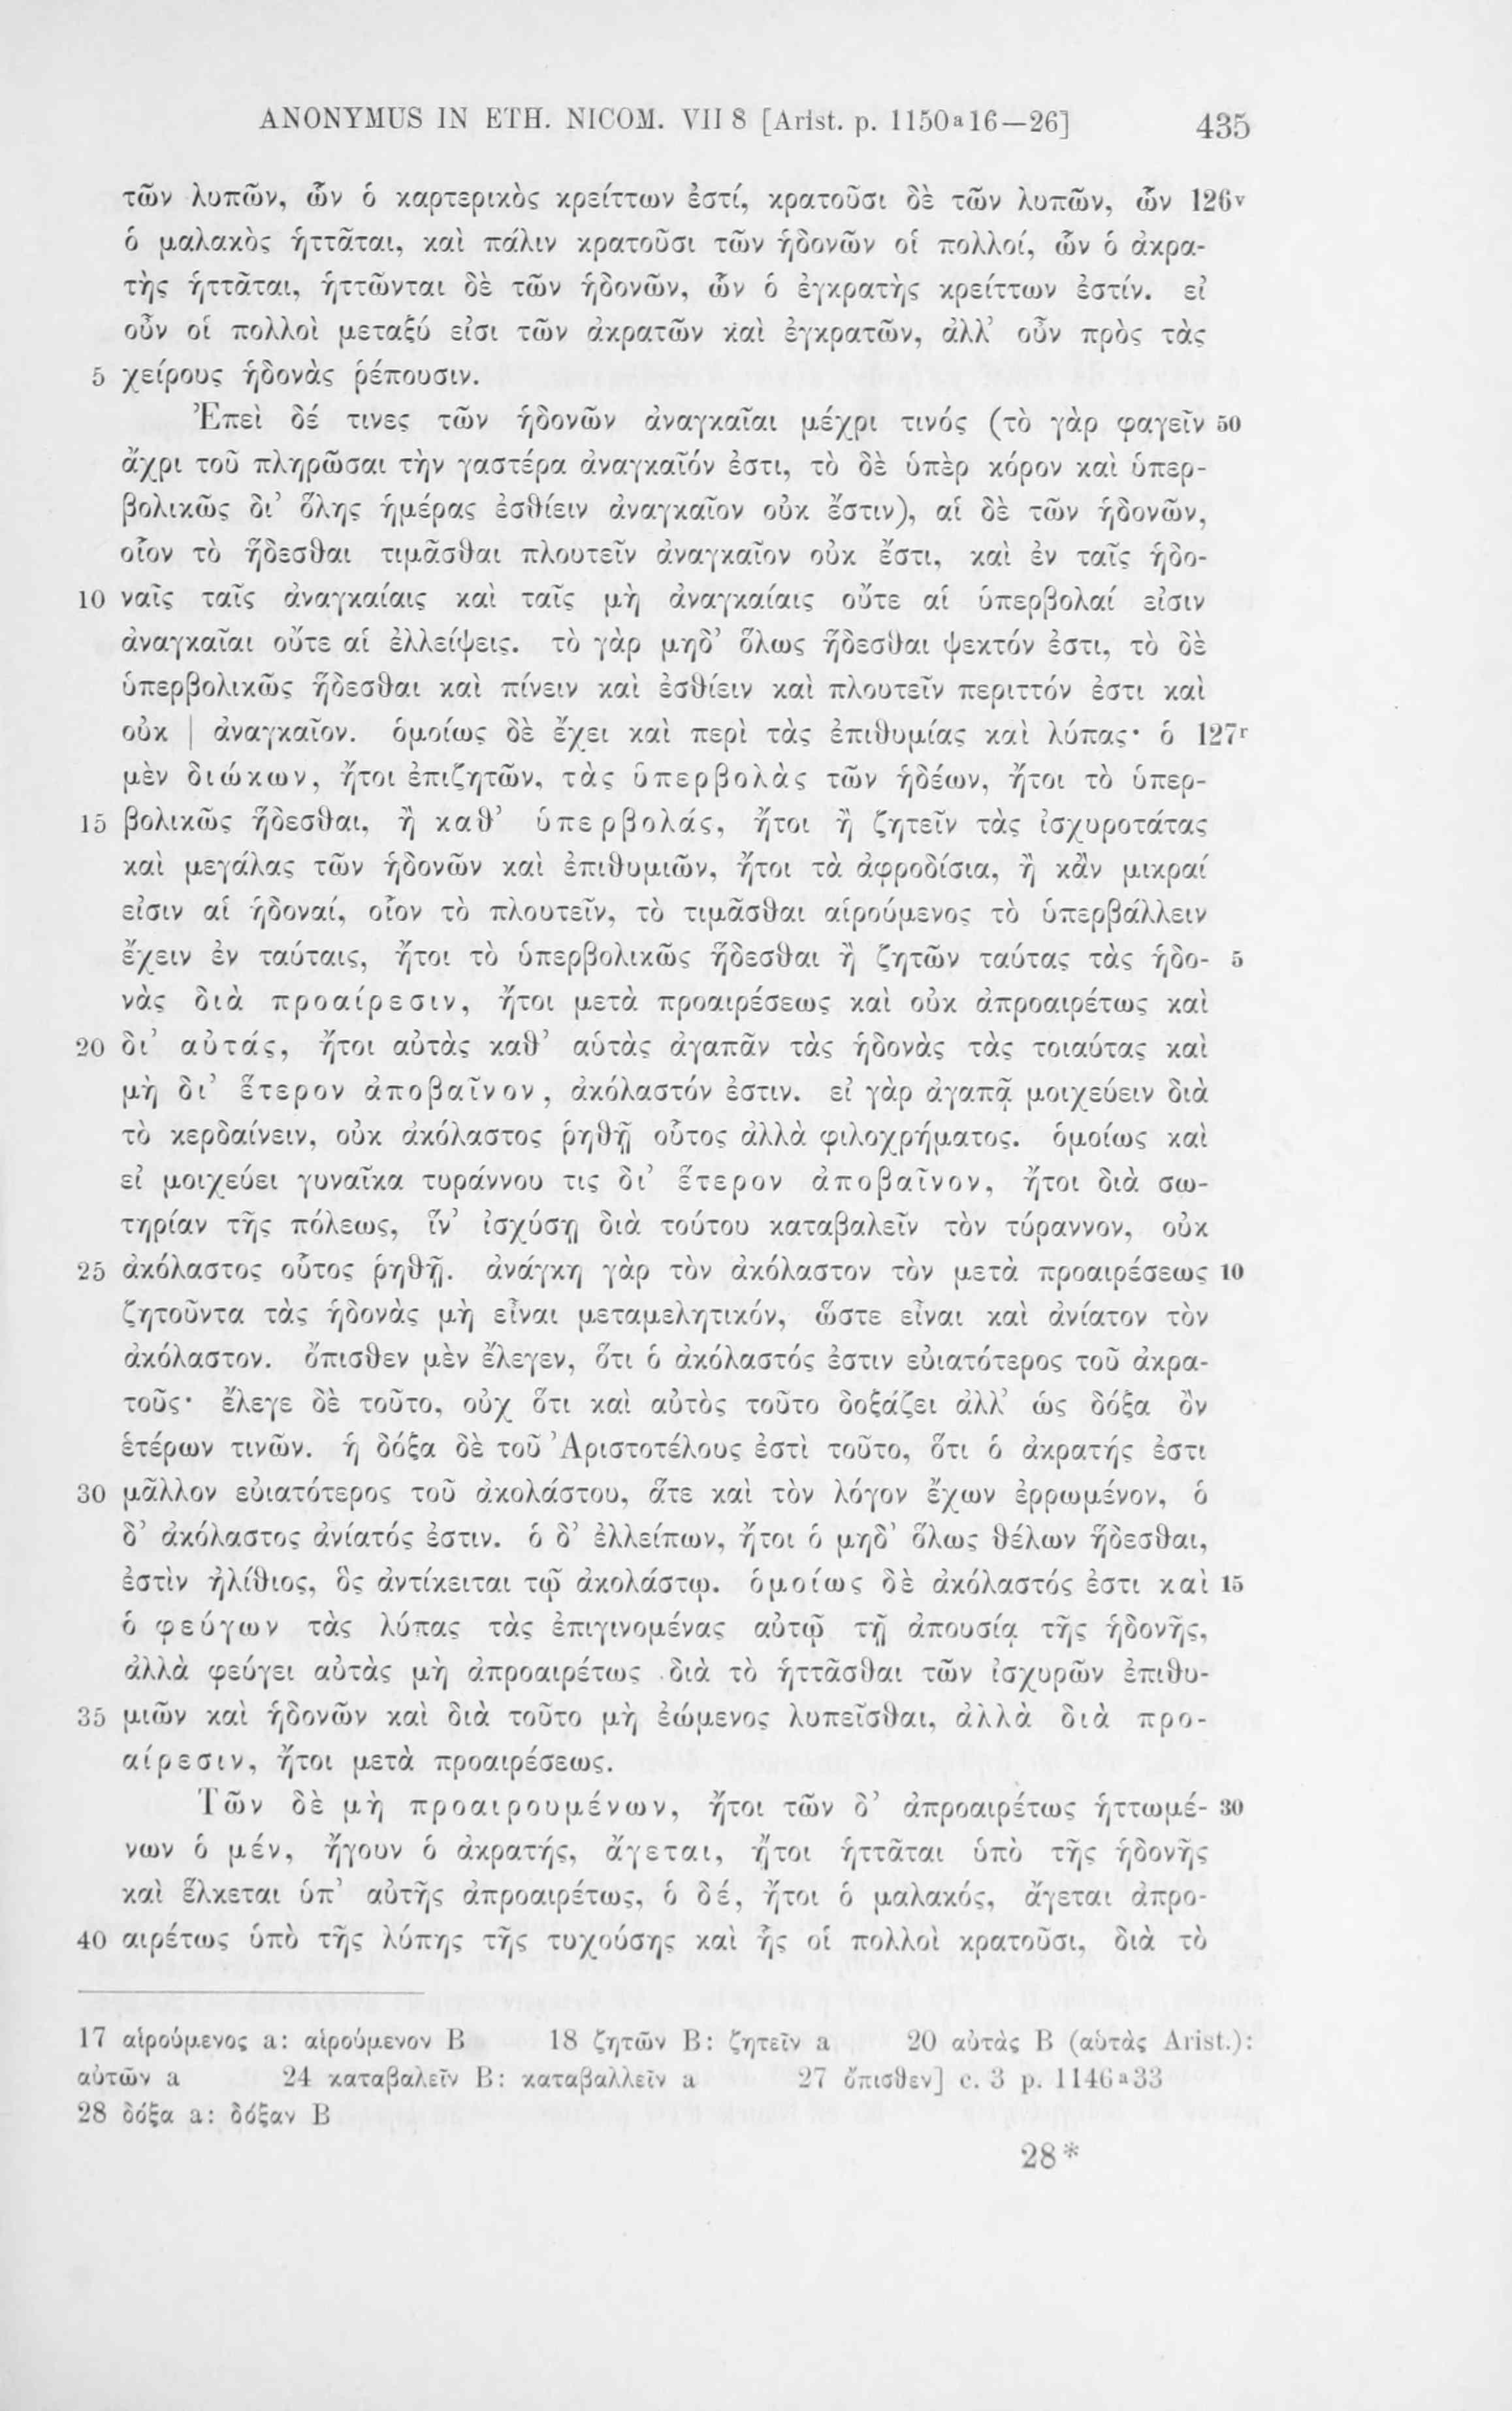 ANONYMUS IN ETH. NICOM. VII 8 [Arist. p. 1150ᵃ16—26] 435
τῶν λυπῶν, ὧν ὁ καρτερικὸς κρείττων ἐστί, κρατοῦσι δὲ τῶν λυπῶν, ὧν 126ᵛ
ὁ μαλακὸς ἡττᾶται, καὶ πάλιν κρατοῦσι τῶν ἡδονῶν οἱ πολλοί, ὧν ὁ ἀκρα-
τὴς ἡττᾶται, ἡττῶνται δὲ τῶν ἡδονῶν, ὧν ὁ ἐγκρατὴς κρείττων ἐστίν. εἰ
οὖν οἱ πολλοὶ μεταξύ εἰσι τῶν ἀκρατῶν καὶ ἐγκρατῶν, ἀλλ’ οὖν πρὸς τὰς
5 χείρους ἡδονὰς ῥέπουσιν.
Ἐπεὶ δέ τινες τῶν ἡδονῶν ἀναγκαῖαι μέχρι τινός (τὸ γὰρ φαγεῖν 50
ἄχρι τοῦ πληρῶσαι τὴν γαστέρα ἀναγκαῖόν ἐστι, τὸ δὲ ὑπὲρ κόρον καὶ ὑπερ-
βολικῶς δι’ ὅλης ἡμέρας ἐσθίειν ἀναγκαῖον οὐκ ἔστιν), αἱ δὲ τῶν ἡδονῶν,
οἷον τὸ ἥδεσθαι τιμᾶσθαι πλουτεῖν ἀναγκαῖον οὐκ ἔστι, καὶ ἐν ταῖς ἡδο-
10 ναῖς ταῖς ἀναγκαίαις καὶ ταῖς μὴ ἀναγκαίαις οὔτε αἱ ὑπερβολαί εἰσιν
ἀναγκαῖαι οὔτε αἱ ἐλλείψεις. τὸ γὰρ μηδ’ ὅλως ἥδεσθαι ψεκτόν ἐστι, τὸ δὲ
ὑπερβολικῶς ἥδεσθαι καὶ πίνειν καὶ ἐσθίειν καὶ πλουτεῖν περιττόν ἐστι καὶ
οὐκ | ἀναγκαῖον. ὁμοίως δὲ ἔχει καὶ περὶ τὰς ἐπιθυμίας καὶ λύπας· ὁ 127ʳ
μὲν διώκων, ἤτοι ἐπιζητῶν, τὰς ὑπερβολὰς τῶν ἡδέων, ἤτοι τὸ ὑπερ-
15 βολικῶς ἥδεσθαι, ἢ καθ’ ὑπερβολάς, ἤτοι ἢ ζητεῖν τὰς ἰσχυροτάτας
καὶ μεγάλας τῶν ἡδονῶν καὶ ἐπιθυμιῶν, ἤτοι τὰ ἀφροδίσια, ἢ κἂν μικραί
εἰσιν αἱ ἡδοναί, οἷον τὸ πλουτεῖν, τὸ τιμᾶσθαι αἱρούμενος τὸ ὑπερβάλλειν
ἔχειν ἐν ταύταις, ἤτοι τὸ ὑπερβολικῶς ἥδεσθαι ἢ ζητῶν ταύτας τὰς ἡδο- 5
νὰς διὰ προαίρεσιν, ἤτοι μετὰ προαιρέσεως καὶ οὐκ ἀπροαιρέτως καὶ
20 δι’ αὐτάς, ἤτοι αὐτὰς καθ’ αὑτὰς ἀγαπᾶν τὰς ἡδονὰς τὰς τοιαύτας καὶ
μὴ δι’ ἕτερον ἀποβαῖνον, ἀκόλαστόν ἐστιν. εἰ γὰρ ἀγαπᾷ μοιχεύειν διὰ
τὸ κερδαίνειν, οὐκ ἀκόλαστος ῥηθῇ οὗτος ἀλλὰ φιλοχρήματος. ὁμοίως καὶ
εἰ μοιχεύει γυναῖκα τυράννου τις δι’ ἕτερον ἀποβαῖνον, ἤτοι διὰ σω-
τηρίαν τῆς πόλεως, ἵν’ ἰσχύσῃ διὰ τούτου καταβαλεῖν τὸν τύραννον, οὐκ
25 ἀκόλαστος οὗτος ῥηθῇ. ἀνάγκη γὰρ τὸν ἀκόλαστον τὸν μετὰ προαιρέσεως 10
ζητοῦντα τὰς ἡδονὰς μὴ εἶναι μεταμελητικόν, ὥστε εἶναι καὶ ἀνίατον τὸν
ἀκόλαστον. ὄπισθεν μὲν ἔλεγεν, ὅτι ὁ ἀκόλαστός ἐστιν εὐιατότερος τοῦ ἀκρα-
τοῦς· ἔλεγε δὲ τοῦτο, οὐχ ὅτι καὶ αὐτὸς τοῦτο δοξάζει ἀλλ’ ὡς δόξα ὂν
ἑτέρων τινῶν. ἡ δόξα δὲ τοῦ Ἀριστοτέλους ἐστὶ τοῦτο, ὅτι ὁ ἀκρατής ἐστι
30 μᾶλλον εὐιατότερος τοῦ ἀκολάστου, ἅτε καὶ τὸν λόγον ἔχων ἐρρωμένον, ὁ
δ’ ἀκόλαστος ἀνίατός ἐστιν. ὁ δ’ ἐλλείπων, ἤτοι ὁ μηδ’ ὅλως θέλων ἥδεσθαι,
ἐστὶν ἠλίθιος, ὃς ἀντίκειται τῷ ἀκολάστῳ. ὁμοίως δὲ ἀκόλαστός ἐστι καὶ 15
ὁ φεύγων τὰς λύπας τὰς ἐπιγινομένας αὐτῷ τῇ ἀπουσίᾳ τῆς ἡδονῆς,
ἀλλὰ φεύγει αὐτὰς μὴ ἀπροαιρέτως διὰ τὸ ἡττᾶσθαι τῶν ἰσχυρῶν ἐπιθυ-
35 μιῶν καὶ ἡδονῶν καὶ διὰ τοῦτο μὴ ἐώμενος λυπεῖσθαι, ἀλλὰ διὰ προ-
αίρεσιν, ἤτοι μετὰ προαιρέσεως.
Τῶν δὲ μὴ προαιρουμένων, ἤτοι τῶν δ’ ἀπροαιρέτως ἡττωμέ- 30
νων ὁ μέν, ἤγουν ὁ ἀκρατής, ἄγεται, ἤτοι ἡττᾶται ὑπὸ τῆς ἡδονῆς
καὶ ἕλκεται ὑπ’ αὐτῆς ἀπροαιρέτως, ὁ δέ, ἤτοι ὁ μαλακός, ἄγεται ἀπρο-
40 αιρέτως ὑπὸ τῆς λύπης τῆς τυχούσης καὶ ἧς οἱ πολλοὶ κρατοῦσι, διὰ τὸ
17 αἱρούμενος a: αἱρούμενον B 18 ζητῶν B: ζητεῖν a 20 αὐτὰς B (αὑτὰς Arist.):
αὐτῶν a 24 καταβαλεῖν B: καταβαλλεῖν a 27 ὄπισθεν] c. 3 p. 1146ᵃ33
28 δόξα a: δόξαν B
28*